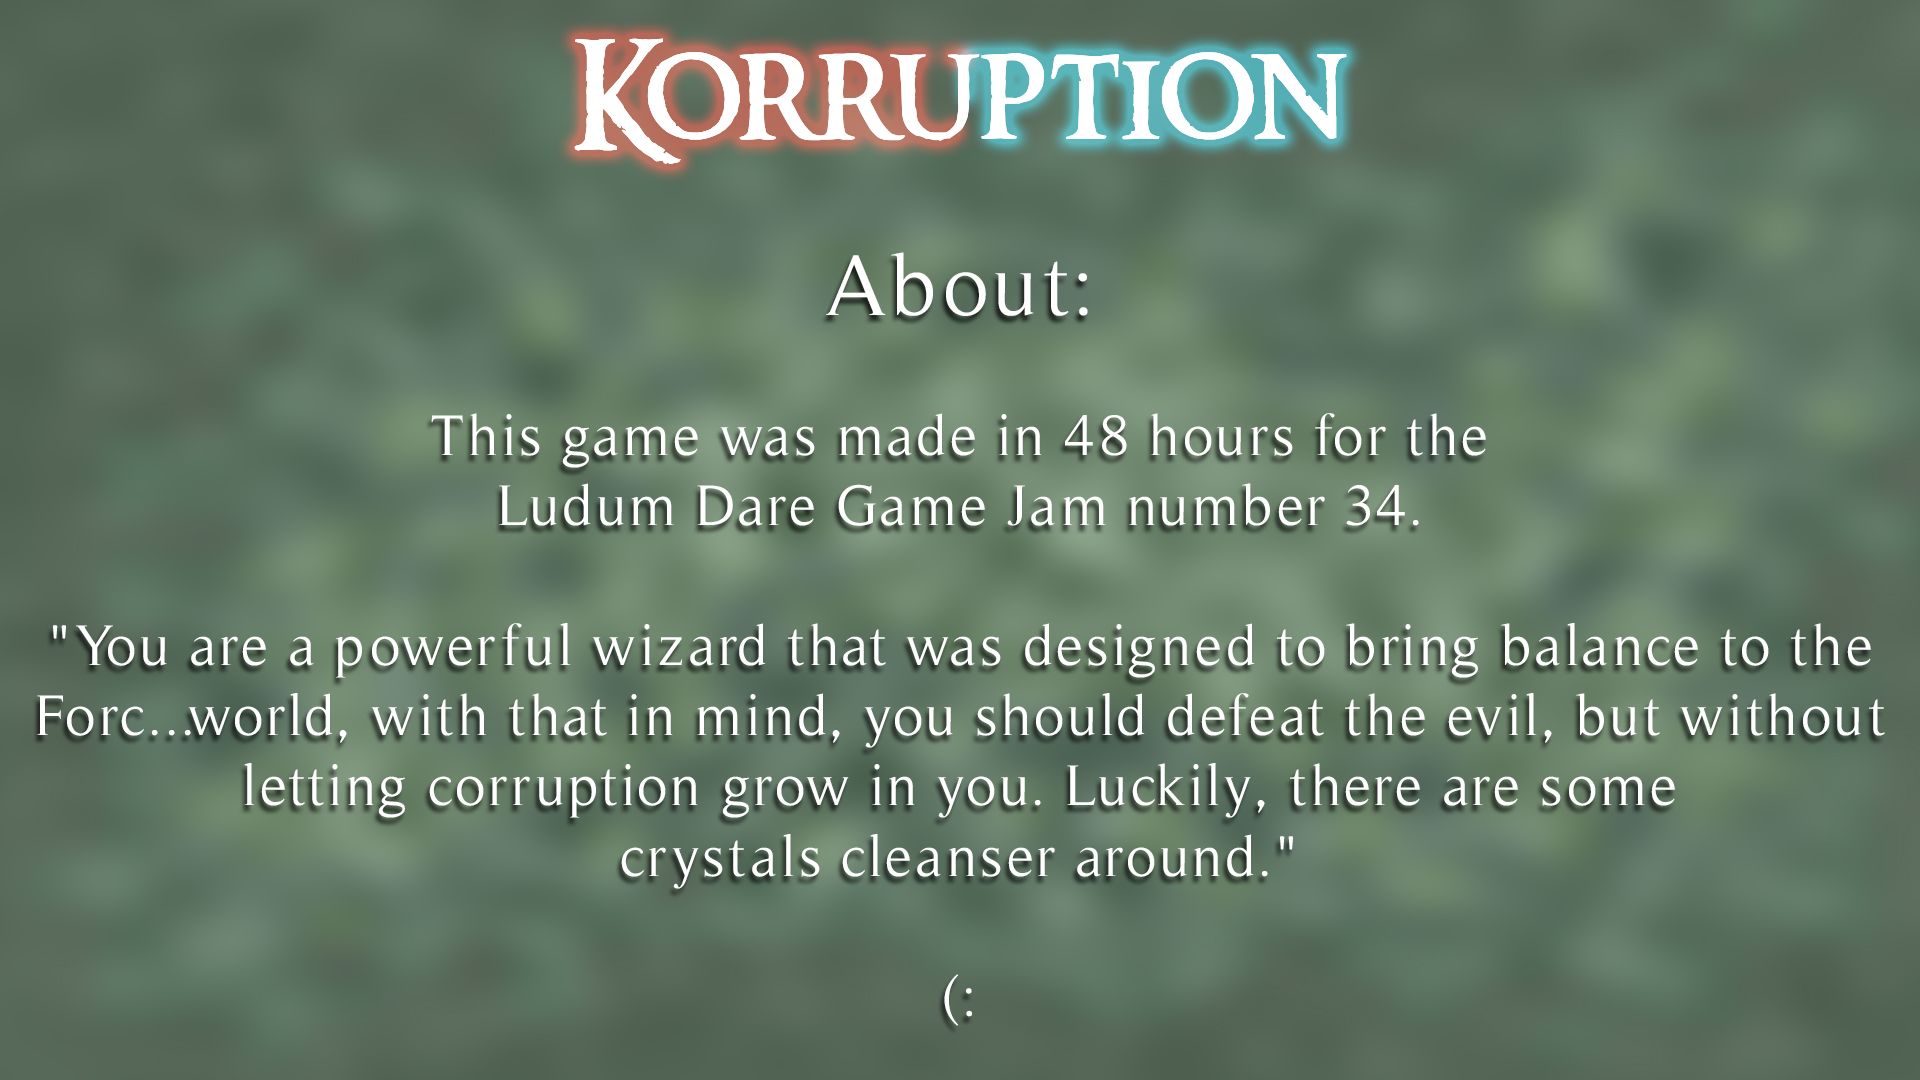 KORRUPTION
About:
This game was made in 48 hours for the
Ludum Dare Game Jam number 34.
"You are a powerful wizard that was designed to bring balance to the
Forc...world, with that in mind, you should defeat the evil, but without
letting corruption grow in you. Luckily, there are some
crystals cleanser around."
(: